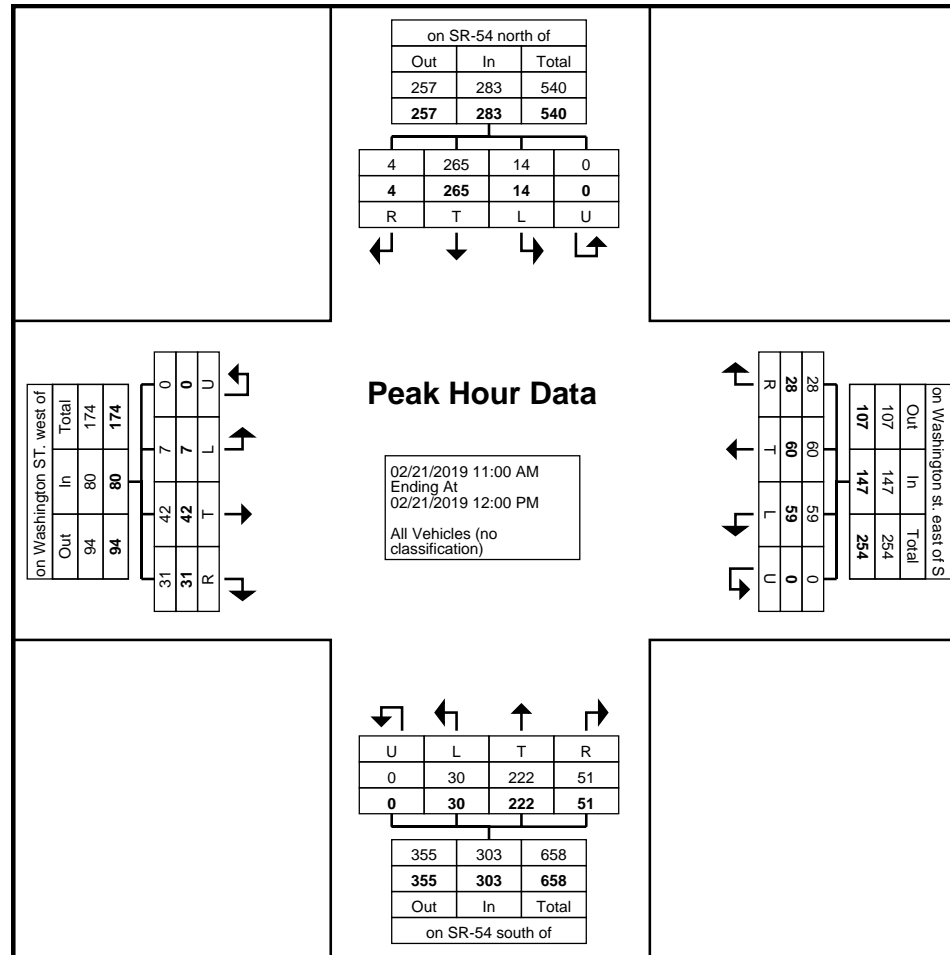 on SR-54 north of
Out In Total
257 283 540
257 283 540
4 265 14 0
4 265 14 0
R T L U
on Washington ST. west of
Total In Out
174 80 94
174 80 94
0 7 42 31
0 7 42 31
U L T R
Peak Hour Data
02/21/2019 11:00 AM
Ending At
02/21/2019 12:00 PM
All Vehicles (no
classification)
R T L U
28 60 59 0
28 60 59 0
107 147 254
107 147 254
Out In Total
on Washington st. east of S
U L T R
0 30 222 51
0 30 222 51
355 303 658
355 303 658
Out In Total
on SR-54 south of